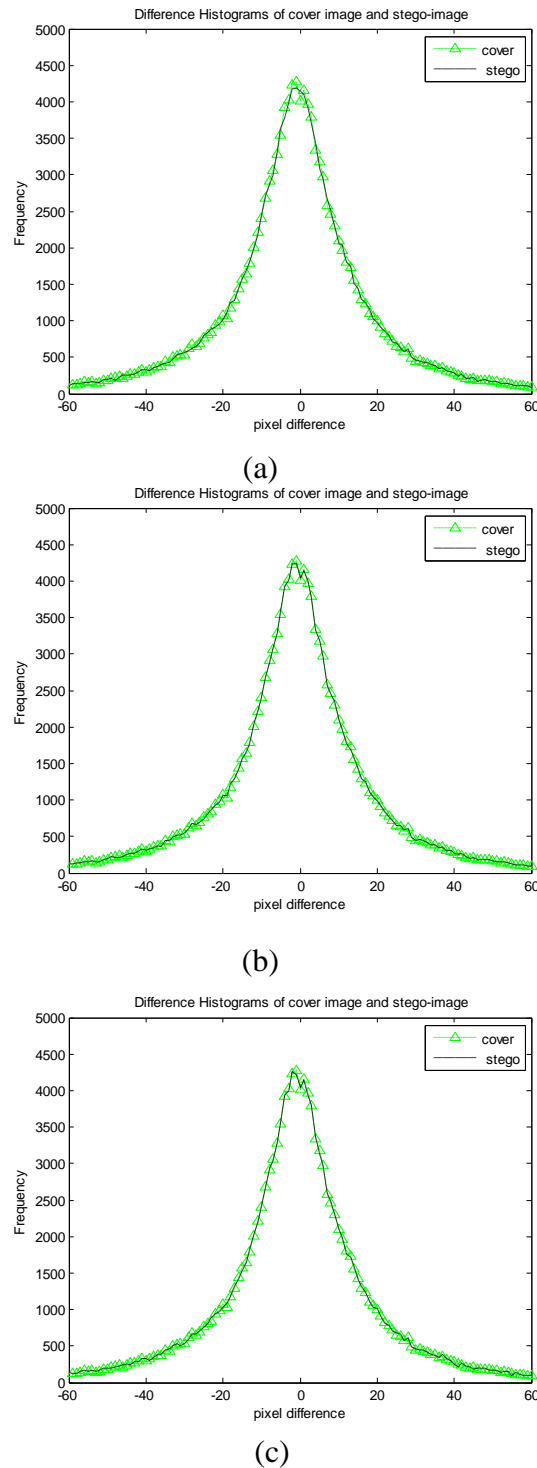 Difference Histograms of cover image and stego-image
5000
4500
4000
3500
3000
2500
2000
1500
1000
500
0
Frequency
cover
stego
-60 -40 -20 0 20 40 60
pixel difference
(a)
Difference Histograms of cover image and stego-image
5000
4500
4000
3500
3000
2500
2000
1500
1000
500
0
Frequency
cover
stego
-60 -40 -20 0 20 40 60
pixel difference
(b)
Difference Histograms of cover image and stego-image
5000
4500
4000
3500
3000
2500
2000
1500
1000
500
0
Frequency
cover
stego
-60 -40 -20 0 20 40 60
pixel difference
(c)